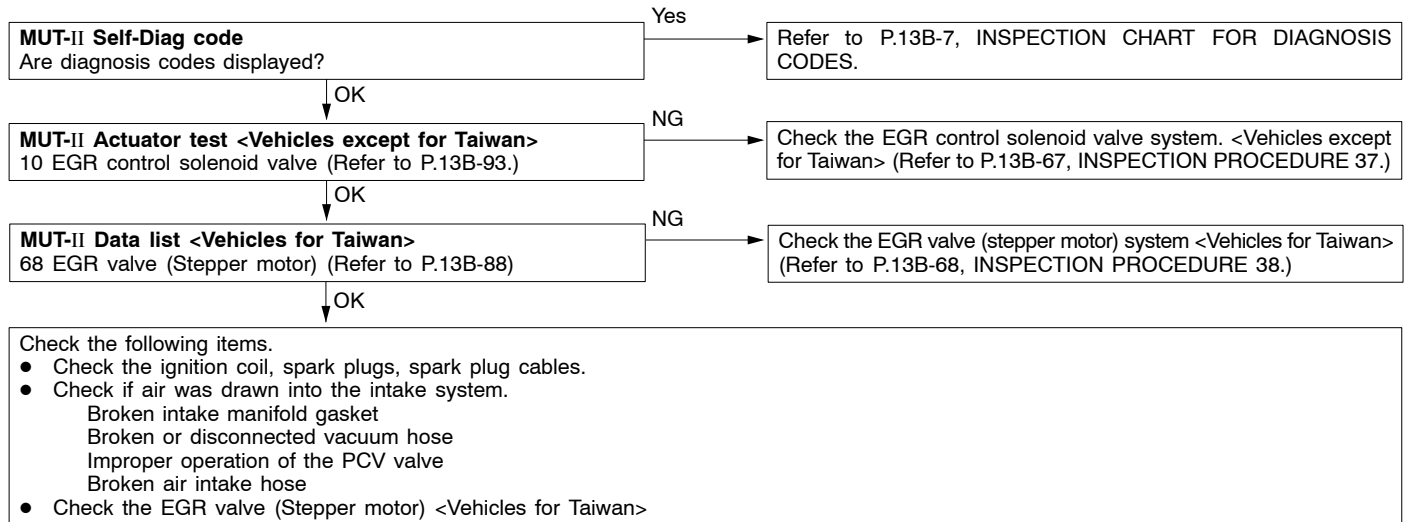 Yes
MUT-II Self-Diag code
Are diagnosis codes displayed?
Refer to P.13B-7, INSPECTION CHART FOR DIAGNOSIS
CODES.
OK
NG
MUT-II Actuator test <Vehicles except for Taiwan>
10 EGR control solenoid valve (Refer to P.13B-93.)
Check the EGR control solenoid valve system. <Vehicles except
for Taiwan> (Refer to P.13B-67, INSPECTION PROCEDURE 37.)
OK
NG
MUT-II Data list <Vehicles for Taiwan>
68 EGR valve (Stepper motor) (Refer to P.13B-88)
Check the EGR valve (stepper motor) system <Vehicles for Taiwan>
(Refer to P.13B-68, INSPECTION PROCEDURE 38.)
OK
Check the following items.
● Check the ignition coil, spark plugs, spark plug cables.
● Check if air was drawn into the intake system.
Broken intake manifold gasket
Broken or disconnected vacuum hose
Improper operation of the PCV valve
Broken air intake hose
● Check the EGR valve (Stepper motor) <Vehicles for Taiwan>